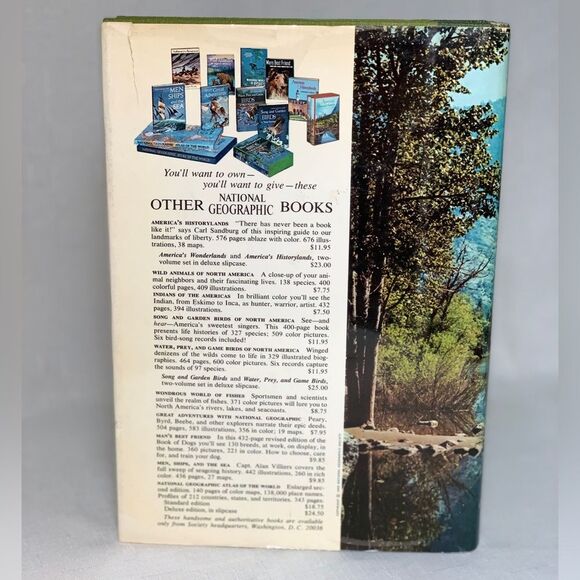 You'll want to own—
you'll want to give—these
OTHER NATIONAL GEOGRAPHIC BOOKS
AMERICA'S HISTORYLANDS "There has never been a book
like it!" says Carl Sandburg of this inspiring guide to our
landmarks of liberty. 576 pages ablaze with color. 676 illus-
trations, 38 maps. $11.95
America's Wonderlands and America's Historylands, two-
volume set in deluxe slipcase. $23.00
WILD ANIMALS OF NORTH AMERICA A close-up of your ani-
mal neighbors and their fascinating lives. 138 species. 400
colorful pages, 409 illustrations. $7.75
INDIANS OF THE AMERICAS In brilliant color you'll see the
Indian, from Eskimo to Inca, as hunter, warrior, artist. 432
pages, 394 illustrations. $7.50
SONG AND GARDEN BIRDS OF NORTH AMERICA See—and
hear—America's sweetest singers. This 400-page book
presents life histories of 327 species; 509 color pictures.
Six bird-song records included! $11.95
WATER, PREY, AND GAME BIRDS OF NORTH AMERICA Winged
denizens of the wilds come to life in 329 illustrated biog-
raphies. 464 pages, 600 color pictures. Six records capture
the sounds of 97 species. $11.95
Song and Garden Birds and Water, Prey, and Game Birds,
two-volume set in deluxe slipcase. $25.00
WONDROUS WORLD OF FISHES Sportsmen and scientists
unveil the realm of fishes. 371 color pictures will lure you to
North America's rivers, lakes, and seacoasts. $8.75
GREAT ADVENTURES WITH NATIONAL GEOGRAPHIC Peary,
Byrd, Beebe, and other explorers narrate their epic deeds.
504 pages, 583 illustrations, 356 in color; 19 maps. $7.95
MAN'S BEST FRIEND In this 432-page revised edition of the
Book of Dogs you'll see 130 breeds, at work, on display, in
the home. 360 pictures, 221 in color. How to choose, care
for, and train your dog. $9.85
MEN, SHIPS, AND THE SEA Capt. Alan Villiers covers the
full sweep of seagoing history. 442 illustrations, 260 in rich
color. 436 pages, 27 maps. $9.85
NATIONAL GEOGRAPHIC ATLAS OF THE WORLD Enlarged sec-
ond edition. 140 pages of color maps, 138,000 place names.
Profiles of 212 countries, states, and territories. 343 pages.
Standard edition $18.75
Deluxe edition, in slipcase $24.50
These handsome and authoritative books are available
only from Society headquarters, Washington, D. C. 20036
MEN
SHIPS
and the
SEA
Man's Best Friend
BIRDS
BIRDS